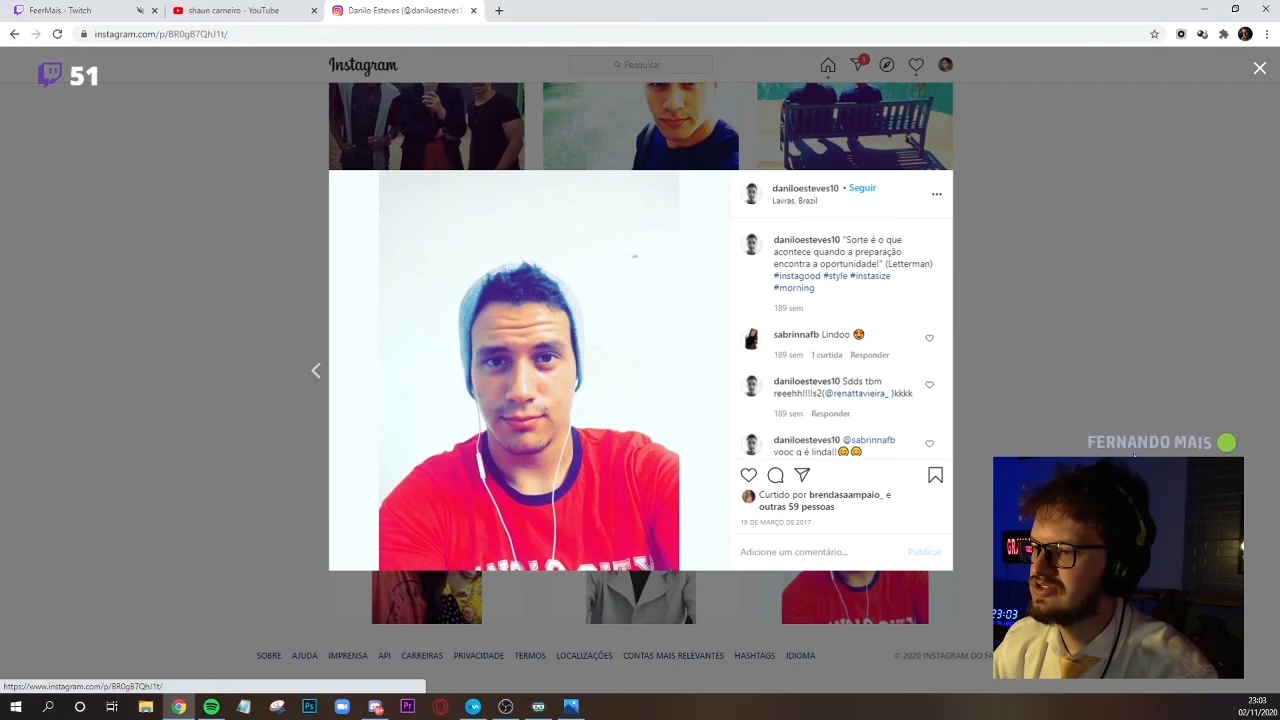 FeerMais - Twitch
shaun carneiro - YouTube
Danilo Esteves (@daniloesteves1
instagram.com/p/BR0gB7QhJ1t/
51
Instagram
Pesquisar
1
daniloesteves10 • Seguir
Lavras, Brazil
daniloesteves10 "Sorte é o que
acontece quando a preparação
encontra a oportunidade!" (Letterman)
#instagood #style #instasize
#morning
189 sem
sabrinnafb Lindoo
189 sem 1 curtida Responder
daniloesteves10 Sdds tbm
reeehh!!!!s2(@renattavieira_ )kkkk
189 sem Responder
daniloesteves10 @sabrinnafb
vooc q é linda!!
Curtido por brendasaampaio_ e
outras 59 pessoas
19 DE MARÇO DE 2017
Adicione um comentário... Publicar
FERNANDO MAIS
23:03
SOBRE AJUDA IMPRENSA API CARREIRAS PRIVACIDADE TERMOS LOCALIZAÇÕES CONTAS MAIS RELEVANTES HASHTAGS IDIOMA © 2020 INSTAGRAM DO FA
https://www.instagram.com/p/BR0gB7QhJ1t/
23:03
02/11/2020